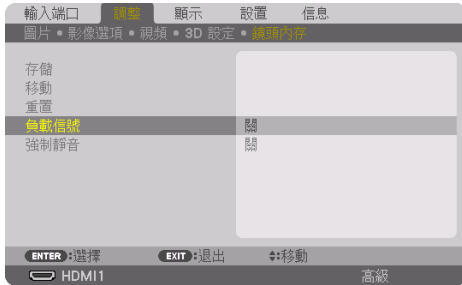 輸入端口 調整 顯示 設置 信息
圖片 • 影像選項 • 視頻 • 3D 設定 • 鏡頭內存
存儲
移動
重置
負載信號 關
強制靜音 關
ENTER :選擇 EXIT :退出 :移動
HDMI1 高級